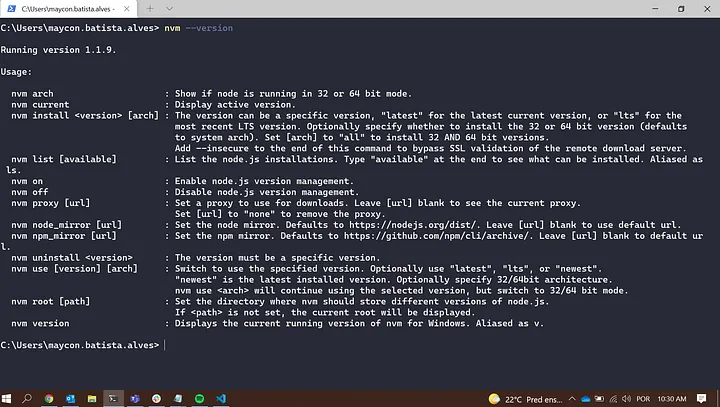 C:\Users\maycon.batista.alves -
C:\Users\maycon.batista.alves> nvm --version
Running version 1.1.9.
Usage:
nvm arch : Show if node is running in 32 or 64 bit mode.
nvm current : Display active version.
nvm install <version> [arch] : The version can be a specific version, "latest" for the latest current version, or "lts" for the
most recent LTS version. Optionally specify whether to install the 32 or 64 bit version (defaults
to system arch). Set [arch] to "all" to install 32 AND 64 bit versions.
Add --insecure to the end of this command to bypass SSL validation of the remote download server.
nvm list [available] : List the node.js installations. Type "available" at the end to see what can be installed. Aliased as
ls.
nvm on : Enable node.js version management.
nvm off : Disable node.js version management.
nvm proxy [url] : Set a proxy to use for downloads. Leave [url] blank to see the current proxy.
Set [url] to "none" to remove the proxy.
nvm node_mirror [url] : Set the node mirror. Defaults to https://nodejs.org/dist/. Leave [url] blank to use default url.
nvm npm_mirror [url] : Set the npm mirror. Defaults to https://github.com/npm/cli/archive/. Leave [url] blank to default ur
l.
nvm uninstall <version> : The version must be a specific version.
nvm use [version] [arch] : Switch to use the specified version. Optionally use "latest", "lts", or "newest".
"newest" is the latest installed version. Optionally specify 32/64bit architecture.
nvm use <arch> will continue using the selected version, but switch to 32/64 bit mode.
nvm root [path] : Set the directory where nvm should store different versions of node.js.
If <path> is not set, the current root will be displayed.
nvm version : Displays the current running version of nvm for Windows. Aliased as v.
C:\Users\maycon.batista.alves>
22°C Pred ens... POR 10:30 AM